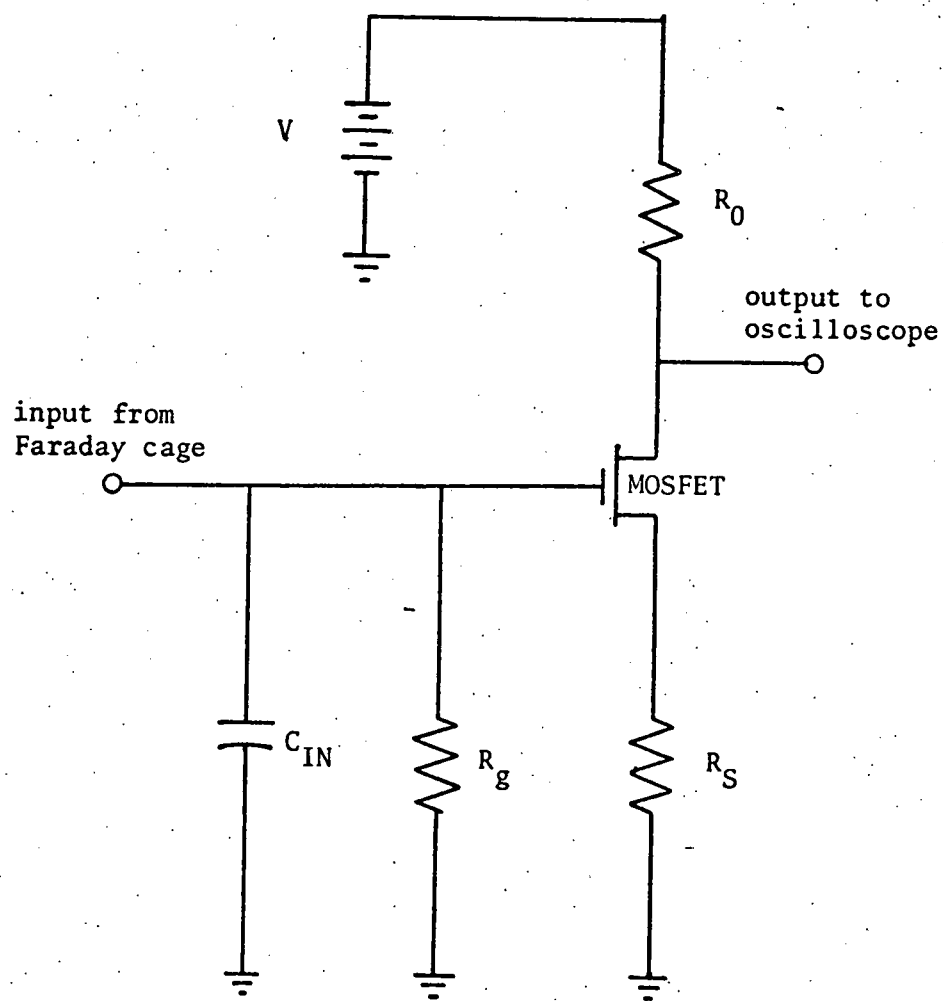 V
R0
output to
oscilloscope
input from
Faraday cage
MOSFET
CIN
Rg
RS